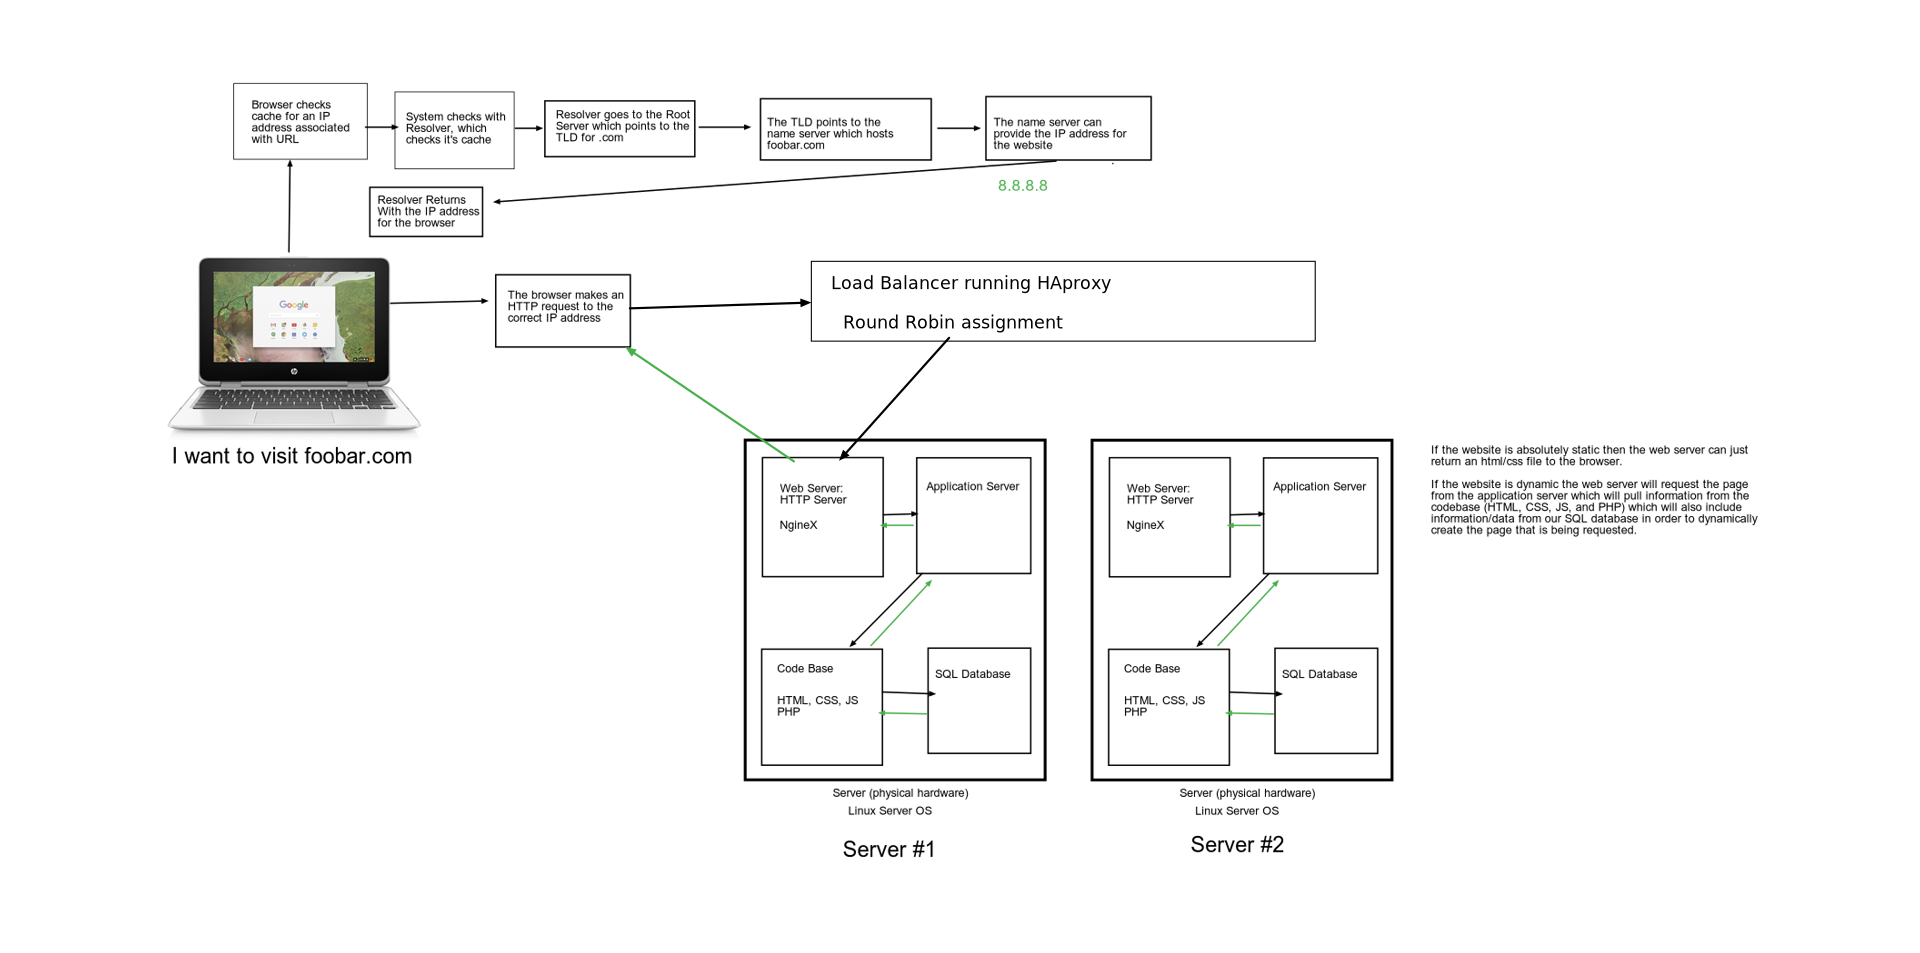 Browser checks
cache for an IP
address associated
with URL
System checks with
Resolver, which
checks it's cache
Resolver goes to the Root
Server which points to the
TLD for .com
The TLD points to the
name server which hosts
foobar.com
The name server can
provide the IP address for
the website
8.8.8.8
Resolver Returns
With the IP address
for the browser
Google
hp
I want to visit foobar.com
The browser makes an
HTTP request to the
correct IP address
Load Balancer running HAproxy
Round Robin assignment
Web Server:
HTTP Server
NgineX
Application Server
Code Base
HTML, CSS, JS
PHP
SQL Database
Server (physical hardware)
Linux Server OS
Server #1
Web Server:
HTTP Server
NgineX
Application Server
Code Base
HTML, CSS, JS
PHP
SQL Database
Server (physical hardware)
Linux Server OS
Server #2
If the website is absolutely static then the web server can just
return an html/css file to the browser.
If the website is dynamic the web server will request the page
from the application server which will pull information from the
codebase (HTML, CSS, JS, and PHP) which will also include
information/data from our SQL database in order to dynamically
create the page that is being requested.